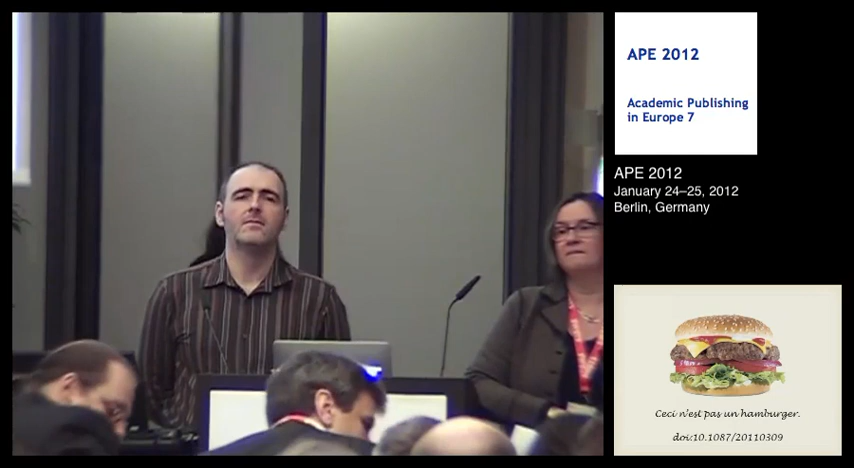 APE 2012
Academic Publishing
in Europe 7
APE 2012
January 24–25, 2012
Berlin, Germany
Ceci n'est pas un hamburger.
doi:10.1087/20110309